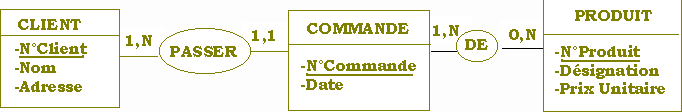 CLIENT
-N°Client
-Nom
-Adresse
1,N
PASSER
1,1
COMMANDE
-N°Commande
-Date
1,N
DE
0,N
PRODUIT
-N°Produit
-Désignation
-Prix Unitaire